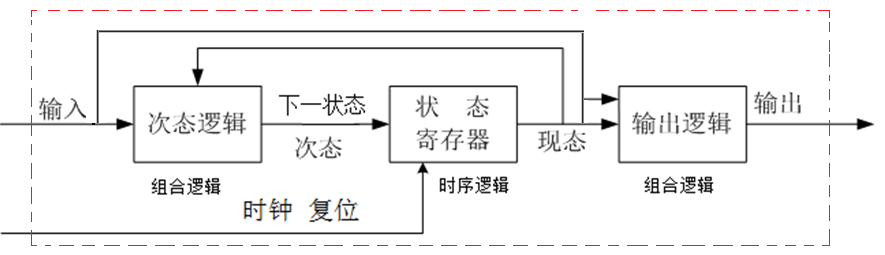 输入
次态逻辑
组合逻辑
下一状态
次态
状 态
寄存器
时序逻辑
现态
输出逻辑
组合逻辑
输出
时钟 复位